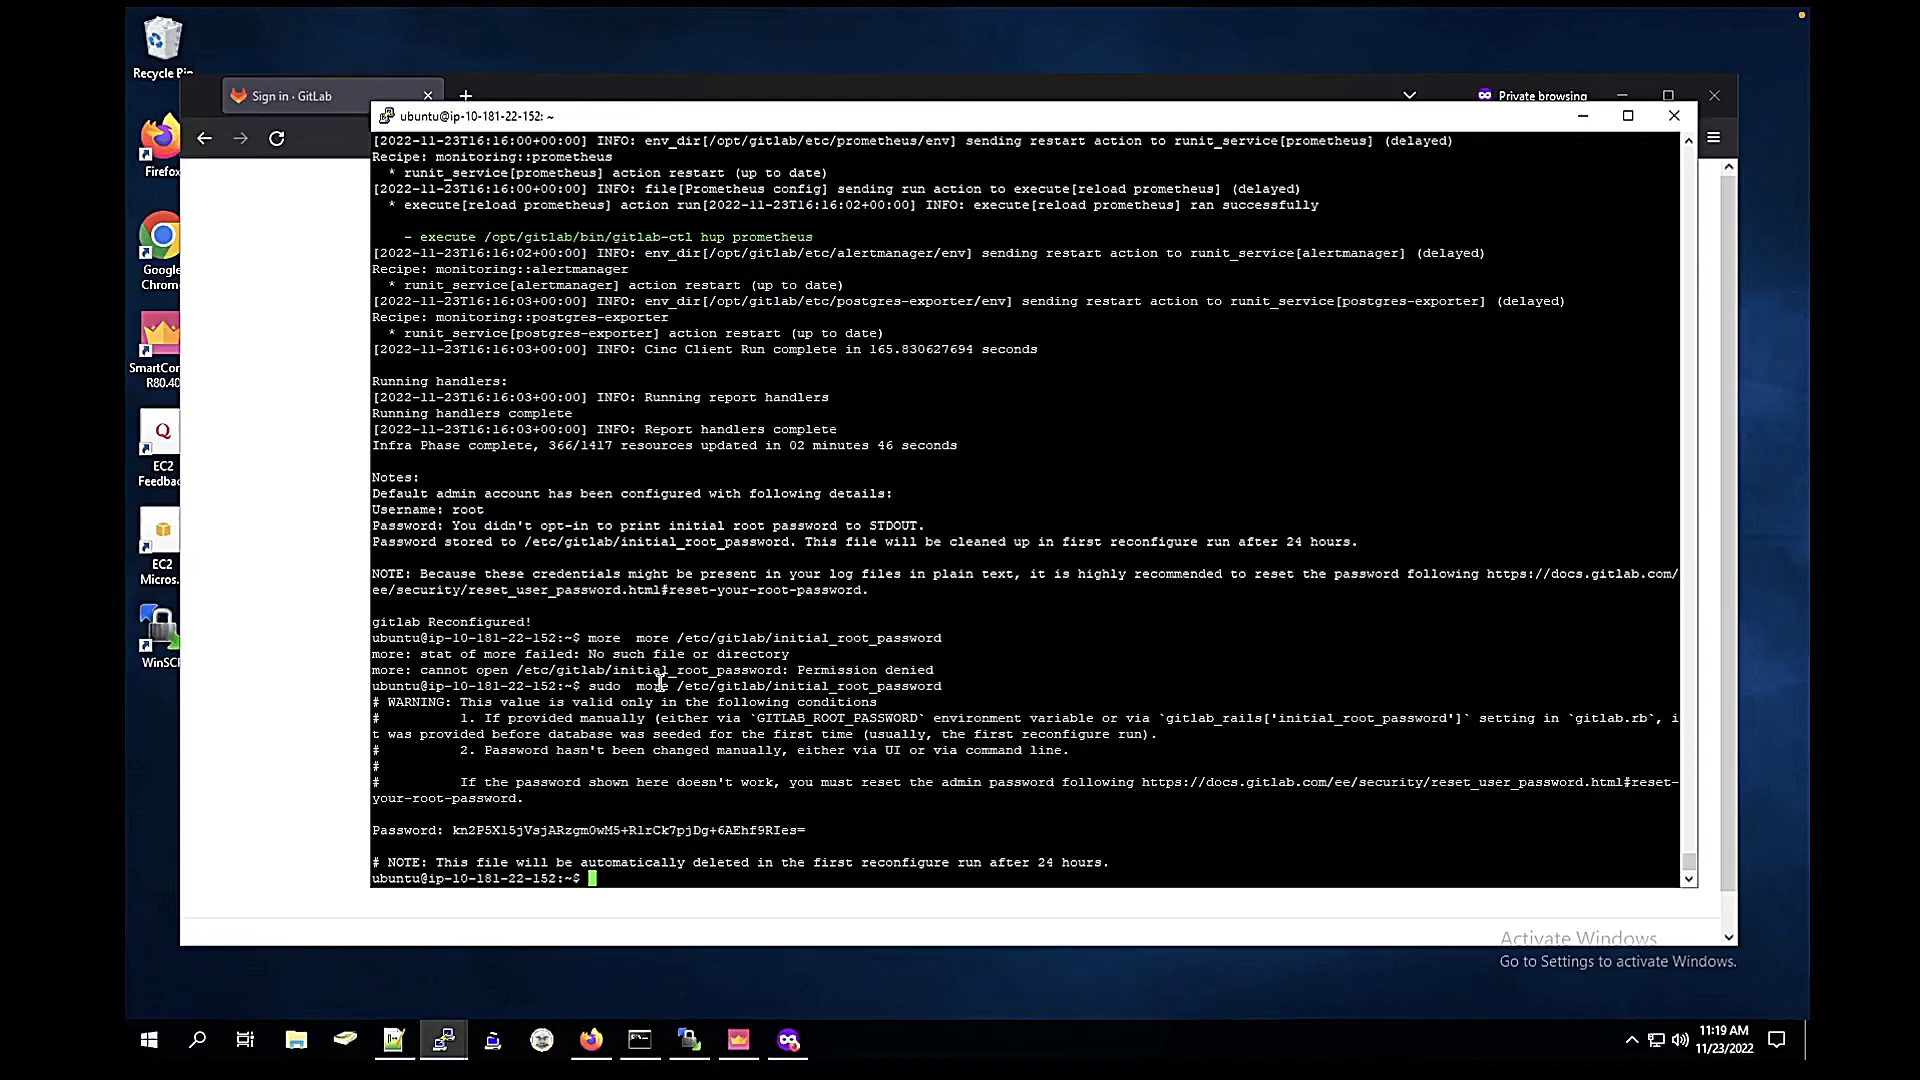 Recycle Bin
Sign in · GitLab
Private browsing
ubuntu@ip-10-181-22-152: ~
[2022-11-23T16:16:00+00:00] INFO: env_dir[/opt/gitlab/etc/prometheus/env] sending restart action to runit_service[prometheus] (delayed)
Recipe: monitoring::prometheus
* runit_service[prometheus] action restart (up to date)
[2022-11-23T16:16:00+00:00] INFO: file[Prometheus config] sending run action to execute[reload prometheus] (delayed)
* execute[reload prometheus] action run[2022-11-23T16:16:02+00:00] INFO: execute[reload prometheus] ran successfully
- execute /opt/gitlab/bin/gitlab-ctl hup prometheus
[2022-11-23T16:16:02+00:00] INFO: env_dir[/opt/gitlab/etc/alertmanager/env] sending restart action to runit_service[alertmanager] (delayed)
Recipe: monitoring::alertmanager
* runit_service[alertmanager] action restart (up to date)
[2022-11-23T16:16:03+00:00] INFO: env_dir[/opt/gitlab/etc/postgres-exporter/env] sending restart action to runit_service[postgres-exporter] (delayed)
Recipe: monitoring::postgres-exporter
* runit_service[postgres-exporter] action restart (up to date)
[2022-11-23T16:16:03+00:00] INFO: Cinc Client Run complete in 165.830627694 seconds
Running handlers:
[2022-11-23T16:16:03+00:00] INFO: Running report handlers
Running handlers complete
[2022-11-23T16:16:03+00:00] INFO: Report handlers complete
Infra Phase complete, 366/1417 resources updated in 02 minutes 46 seconds
Notes:
Default admin account has been configured with following details:
Username: root
Password: You didn't opt-in to print initial root password to STDOUT.
Password stored to /etc/gitlab/initial_root_password. This file will be cleaned up in first reconfigure run after 24 hours.
NOTE: Because these credentials might be present in your log files in plain text, it is highly recommended to reset the password following https://docs.gitlab.com/
ee/security/reset_user_password.html#reset-your-root-password.
gitlab Reconfigured!
ubuntu@ip-10-181-22-152:~$ more  more /etc/gitlab/initial_root_password
more: stat of more failed: No such file or directory
more: cannot open /etc/gitlab/initial_root_password: Permission denied
ubuntu@ip-10-181-22-152:~$ sudo  more /etc/gitlab/initial_root_password
# WARNING: This value is valid only in the following conditions
#          1. If provided manually (either via `GITLAB_ROOT_PASSWORD` environment variable or via `gitlab_rails['initial_root_password']` setting in `gitlab.rb`, i
t was provided before database was seeded for the first time (usually, the first reconfigure run).
#          2. Password hasn't been changed manually, either via UI or via command line.
#
#          If the password shown here doesn't work, you must reset the admin password following https://docs.gitlab.com/ee/security/reset_user_password.html#reset-
your-root-password.
Password: kn2P5X15jVsjARzgm0wM5+RlrCk7pjDg+6AEhf9RIes=
# NOTE: This file will be automatically deleted in the first reconfigure run after 24 hours.
ubuntu@ip-10-181-22-152:~$
Firefox
Google
Chrom
SmartCon
R80.40
EC2
Feedbac
EC2
Micros.
WinSCP
Activate Windows
Go to Settings to activate Windows.
11:19 AM
11/23/2022